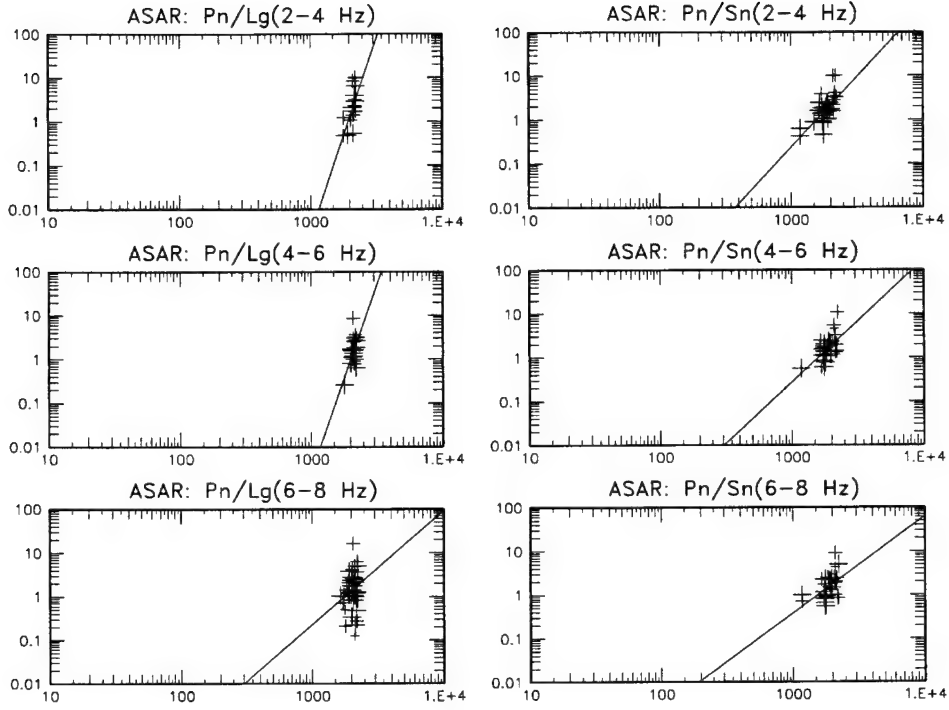 ASAR: Pn/Lg(2-4 Hz)
100
10
1
0.1
0.01
10 100 1000 1.E+4
ASAR: Pn/Sn(2-4 Hz)
100
10
1
0.1
0.01
10 100 1000 1.E+4
ASAR: Pn/Lg(4-6 Hz)
100
10
1
0.1
0.01
10 100 1000 1.E+4
ASAR: Pn/Sn(4-6 Hz)
100
10
1
0.1
0.01
10 100 1000 1.E+4
ASAR: Pn/Lg(6-8 Hz)
100
10
1
0.1
0.01
10 100 1000 1.E+4
ASAR: Pn/Sn(6-8 Hz)
100
10
1
0.1
0.01
10 100 1000 1.E+4